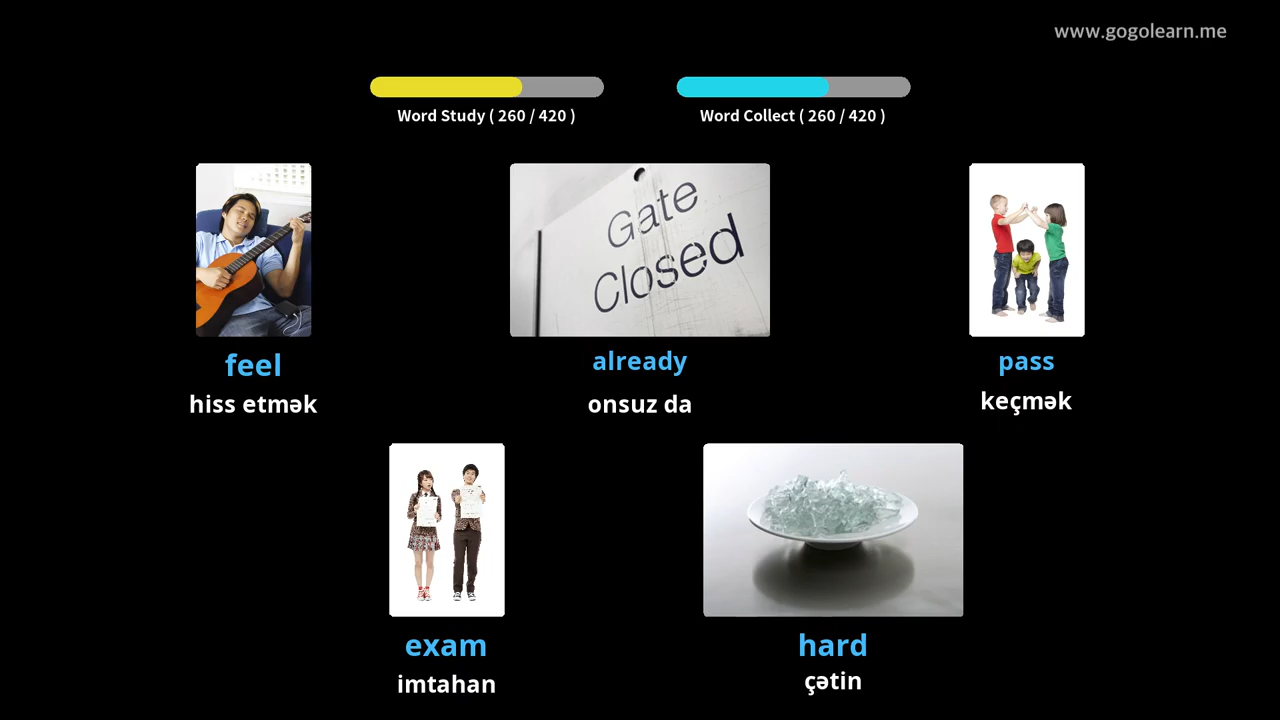 www.gogolearn.me
Word Study ( 260 / 420 )
Word Collect ( 260 / 420 )
Gate
Closed
feel
hiss etmək
already
onsuz da
pass
keçmək
exam
imtahan
hard
çətin